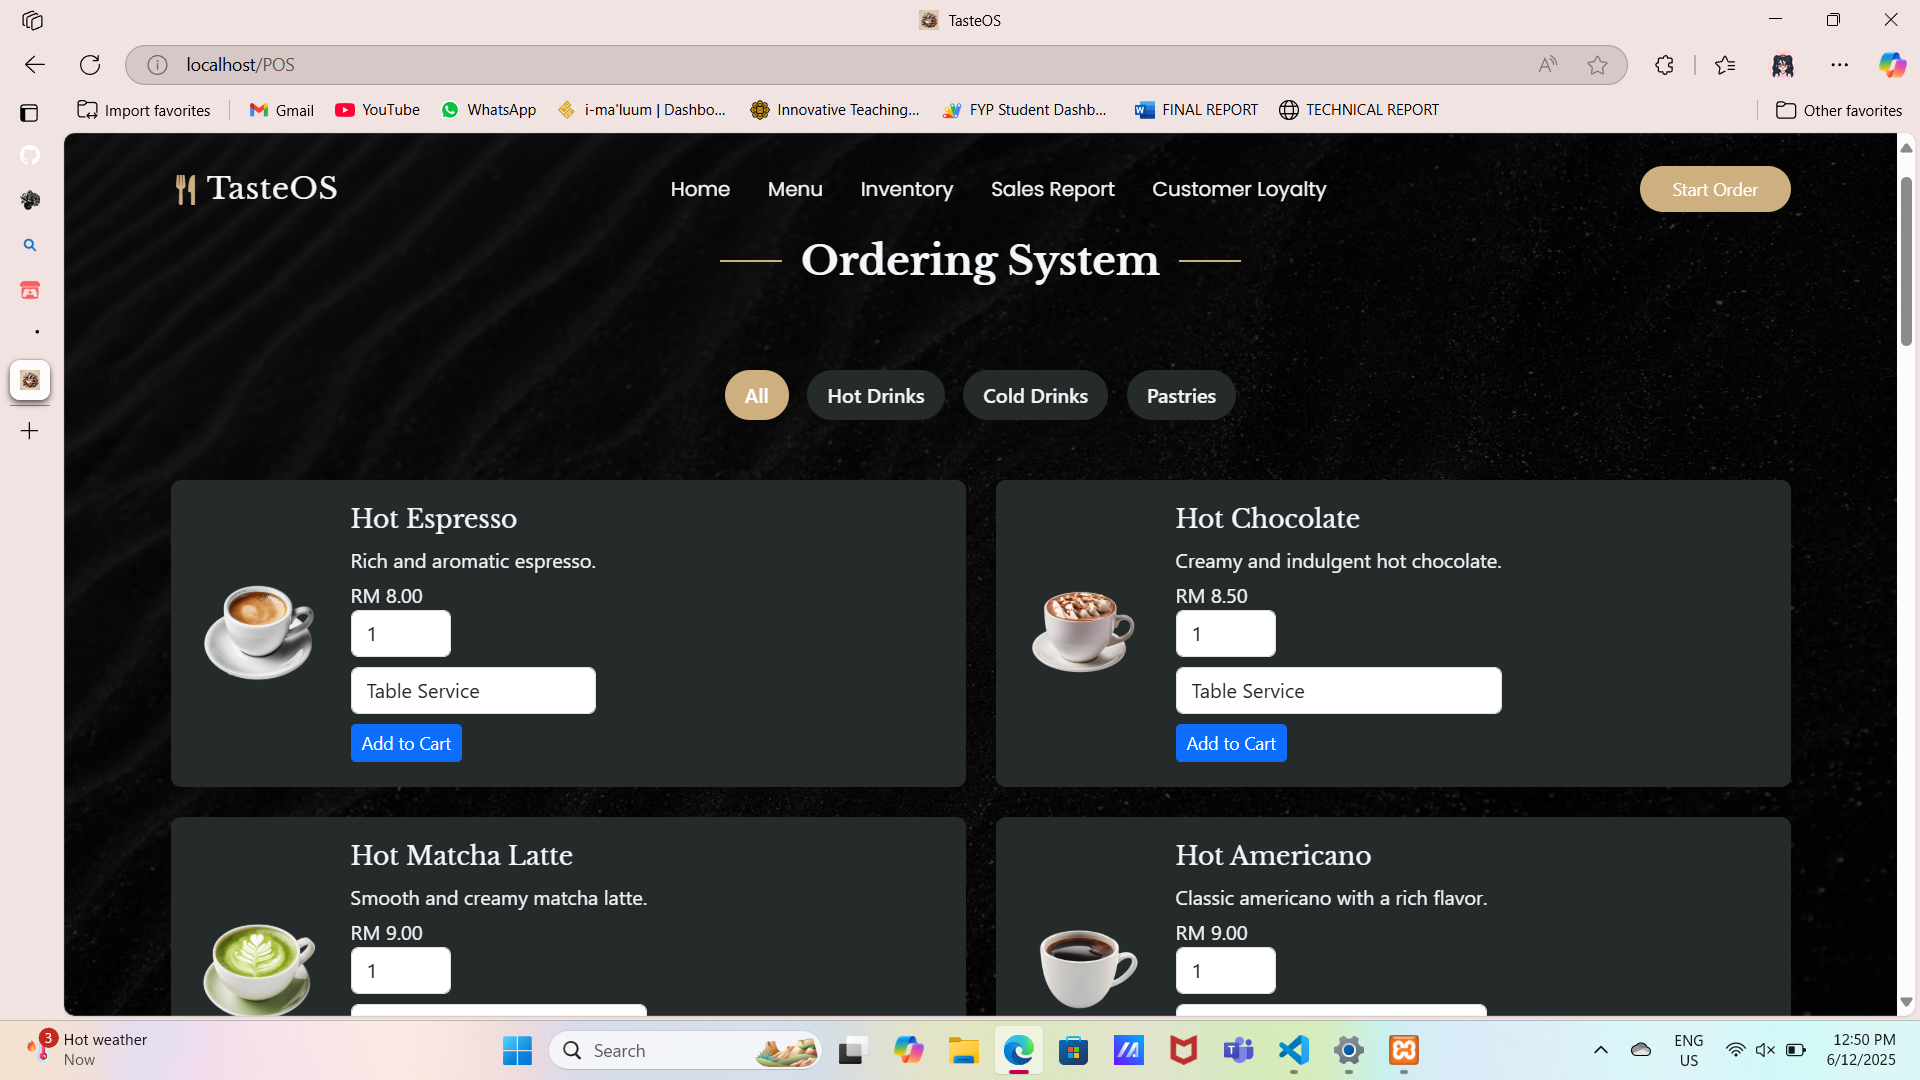 TasteOS
localhost/POS
Import favorites
Gmail
YouTube
WhatsApp
i-ma'luum | Dashbo...
Innovative Teaching...
FYP Student Dashb...
FINAL REPORT
TECHNICAL REPORT
Other favorites
TasteOS
Home
Menu
Inventory
Sales Report
Customer Loyalty
Start Order
Ordering System
All
Hot Drinks
Cold Drinks
Pastries
Hot Espresso
Rich and aromatic espresso.
RM 8.00
1
Table Service
Add to Cart
Hot Chocolate
Creamy and indulgent hot chocolate.
RM 8.50
1
Table Service
Add to Cart
Hot Matcha Latte
Smooth and creamy matcha latte.
RM 9.00
1
Hot Americano
Classic americano with a rich flavor.
RM 9.00
1
3
Hot weather
Now
Search
ENG
US
12:50 PM
6/12/2025